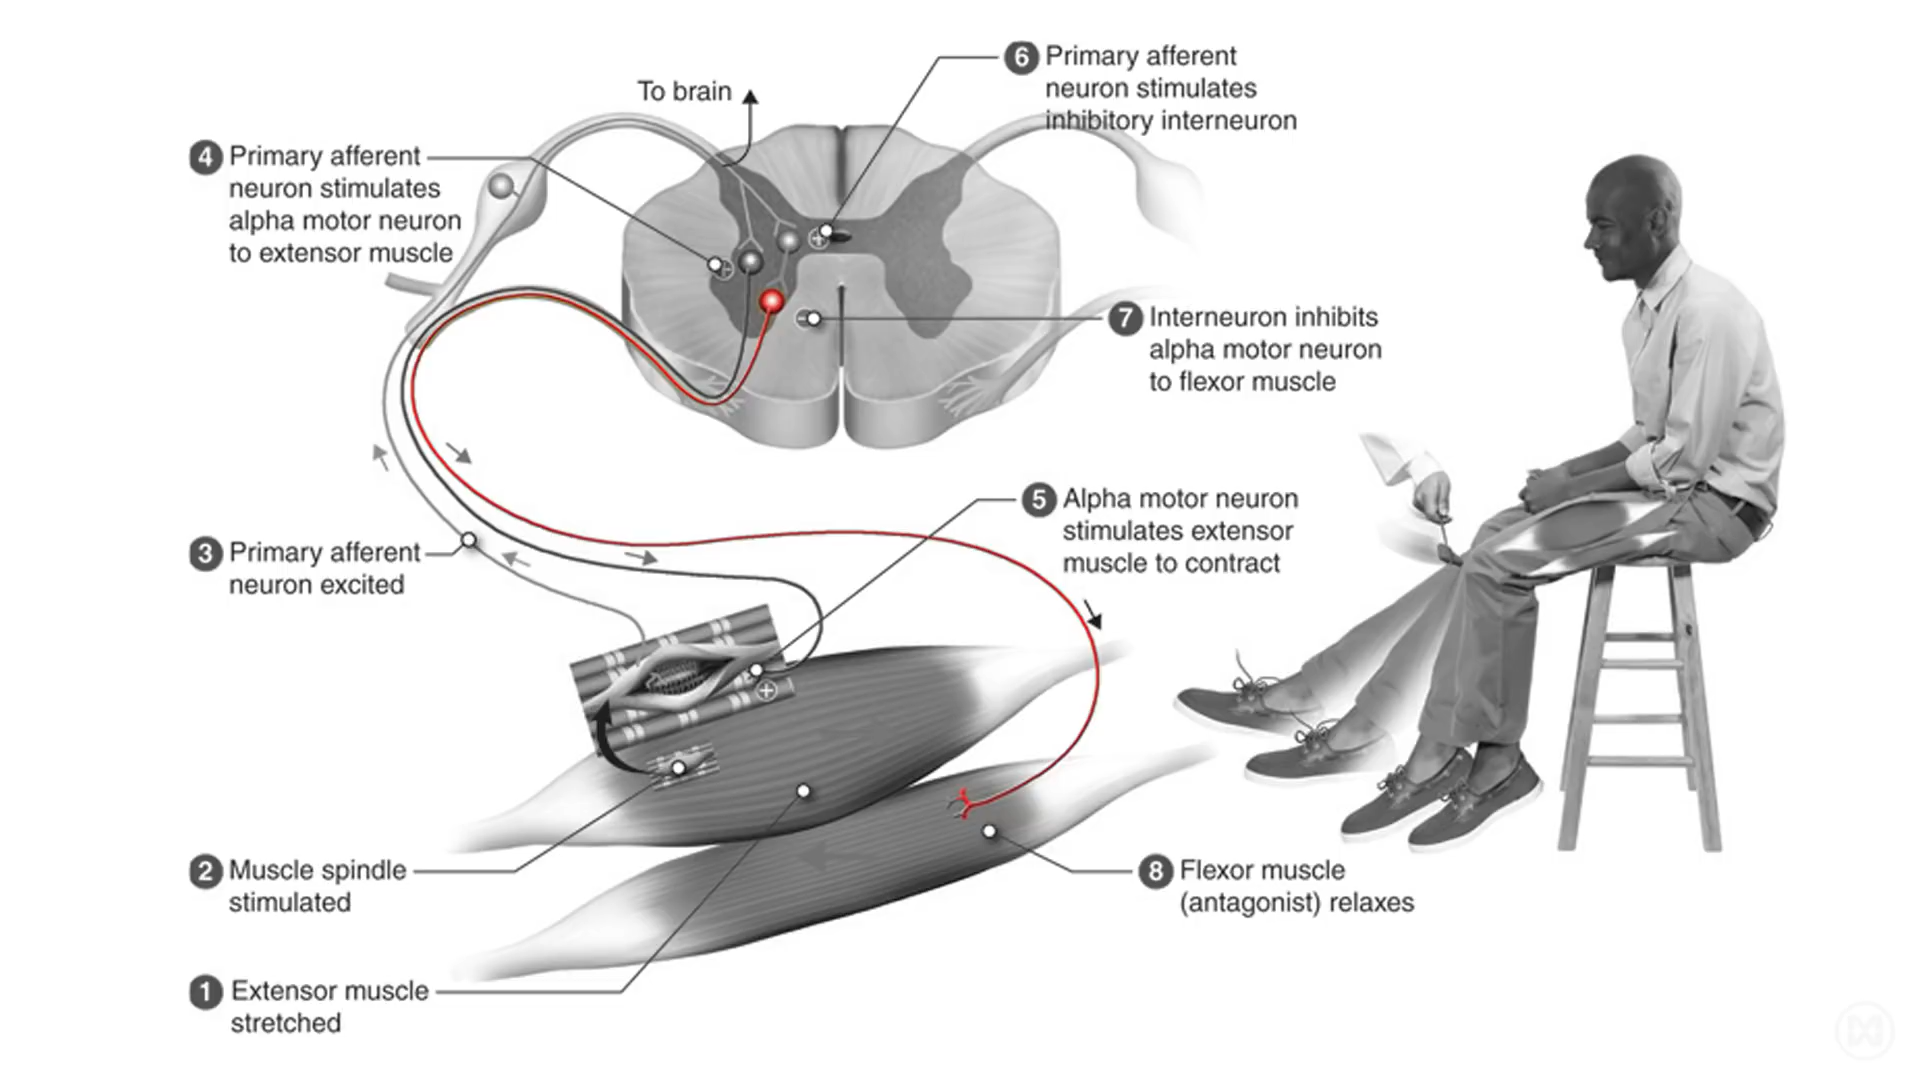 6 Primary afferent
neuron stimulates
inhibitory interneuron
To brain
4 Primary afferent
neuron stimulates
alpha motor neuron
to extensor muscle
7 Interneuron inhibits
alpha motor neuron
to flexor muscle
5 Alpha motor neuron
stimulates extensor
muscle to contract
3 Primary afferent
neuron excited
2 Muscle spindle
stimulated
8 Flexor muscle
(antagonist) relaxes
1 Extensor muscle
stretched